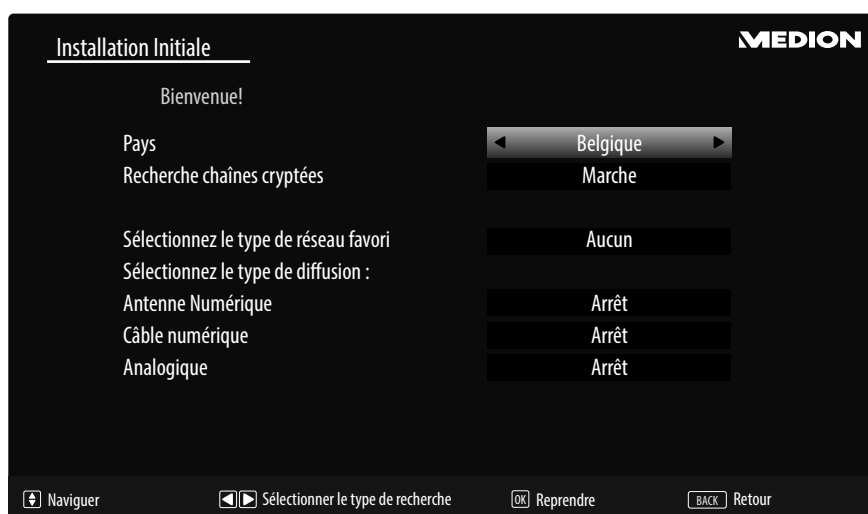 Installation Initiale
MEDION
Bienvenue!
Pays Belgique
Recherche chaînes cryptées Marche
Sélectionnez le type de réseau favori Aucun
Sélectionnez le type de diffusion :
Antenne Numérique Arrêt
Câble numérique Arrêt
Analogique Arrêt
Naviguer Sélectionner le type de recherche OK Reprendre BACK Retour